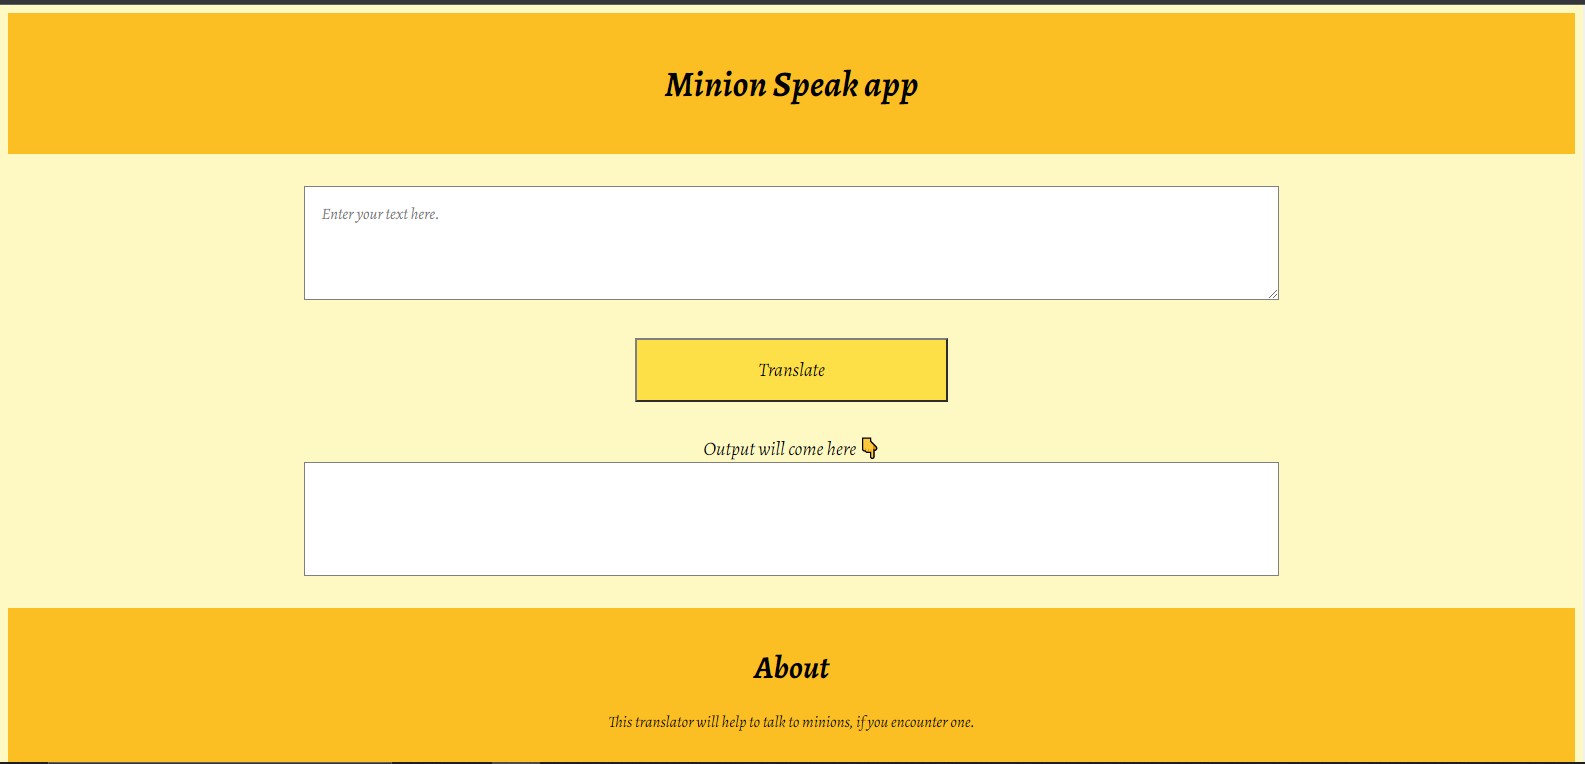 Minion Speak app
Enter your text here.
Translate
Output will come here 👇
About
This translator will help to talk to minions, if you encounter one.